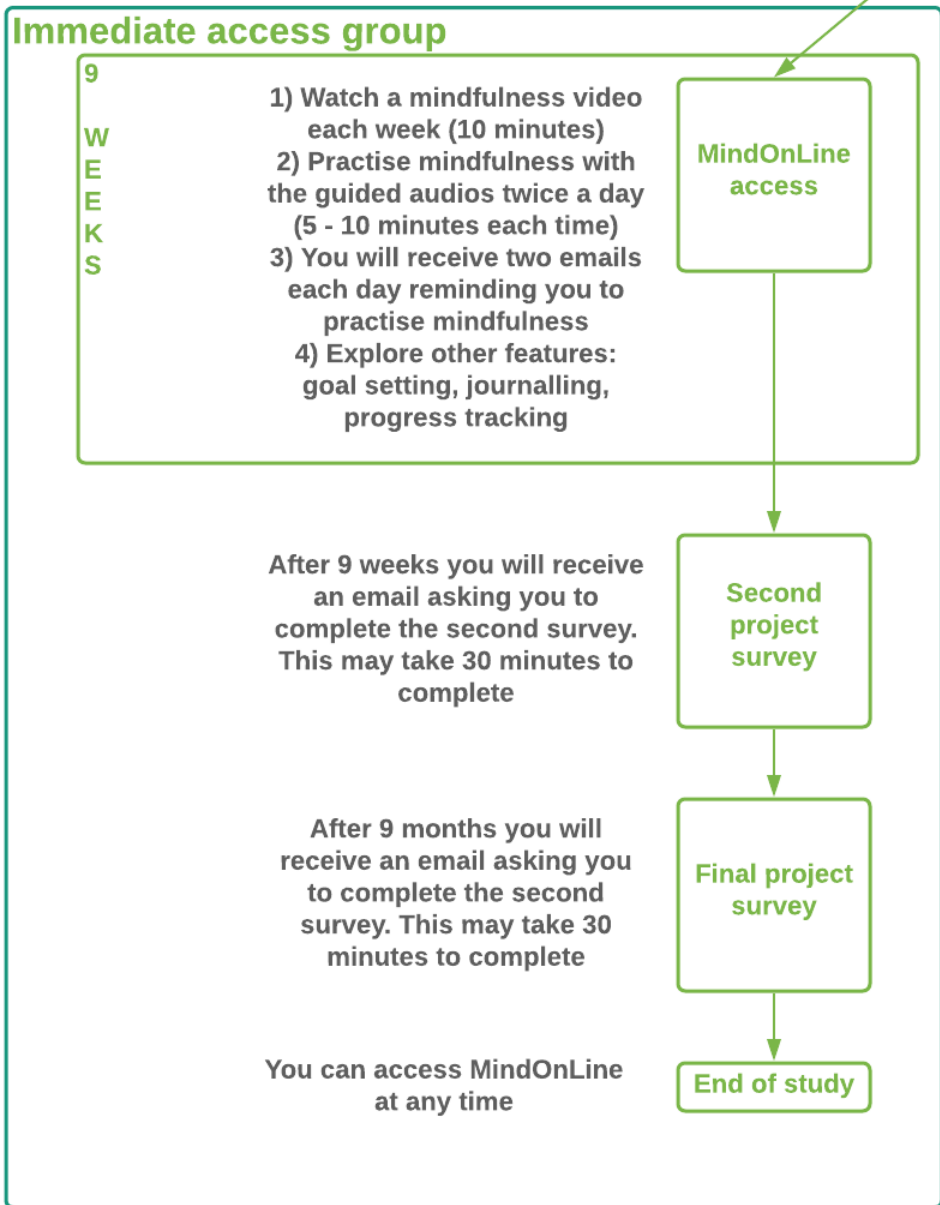 Immediate access group
9
W
E
E
K
S
1) Watch a mindfulness video
each week (10 minutes)
2) Practise mindfulness with
the guided audios twice a day
(5 - 10 minutes each time)
3) You will receive two emails
each day reminding you to
practise mindfulness
4) Explore other features:
goal setting, journalling,
progress tracking
MindOnLine
access
After 9 weeks you will receive
an email asking you to
complete the second survey.
This may take 30 minutes to
complete
Second
project
survey
After 9 months you will
receive an email asking you
to complete the second
survey. This may take 30
minutes to complete
Final project
survey
You can access MindOnLine
at any time
End of study